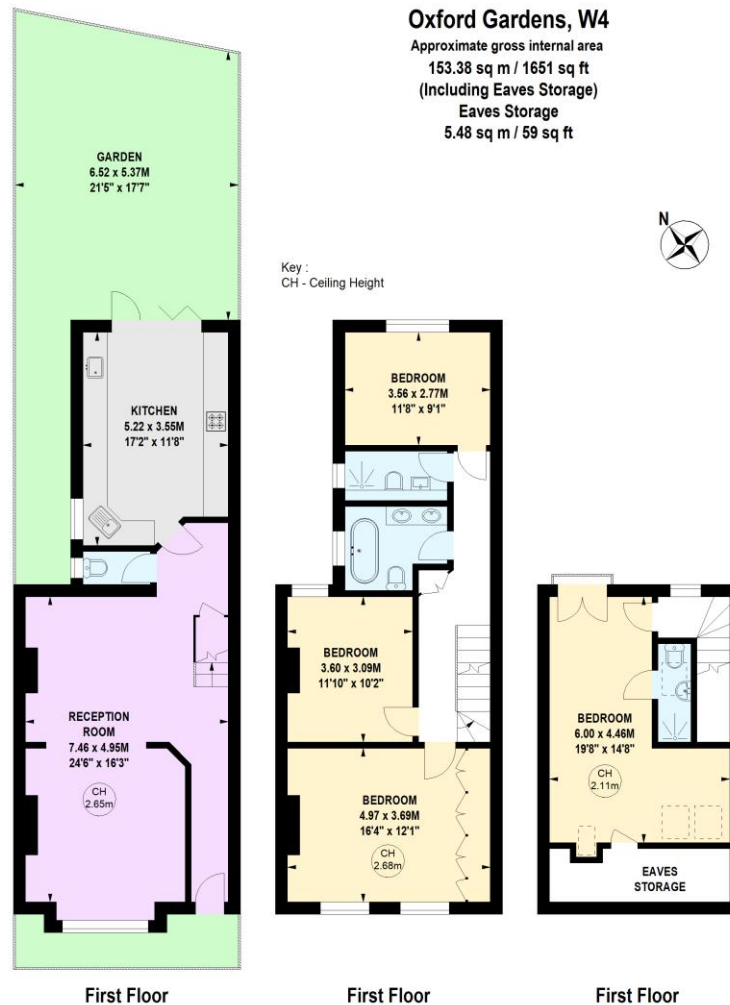 Oxford Gardens, W4
Approximate gross internal area
153.38 sq m / 1651 sq ft
(Including Eaves Storage)
Eaves Storage
5.48 sq m / 59 sq ft
N
Key :
CH - Ceiling Height
GARDEN
6.52 x 5.37M
21'5" x 17'7"
KITCHEN
5.22 x 3.55M
17'2" x 11'8"
RECEPTION
ROOM
7.46 x 4.95M
24'6" x 16'3"
CH
2.65m
First Floor
BEDROOM
3.56 x 2.77M
11'8" x 9'1"
BEDROOM
3.60 x 3.09M
11'10" x 10'2"
BEDROOM
4.97 x 3.69M
16'4" x 12'1"
CH
2.68m
First Floor
BEDROOM
6.00 x 4.46M
19'8" x 14'8"
CH
2.11m
EAVES
STORAGE
First Floor